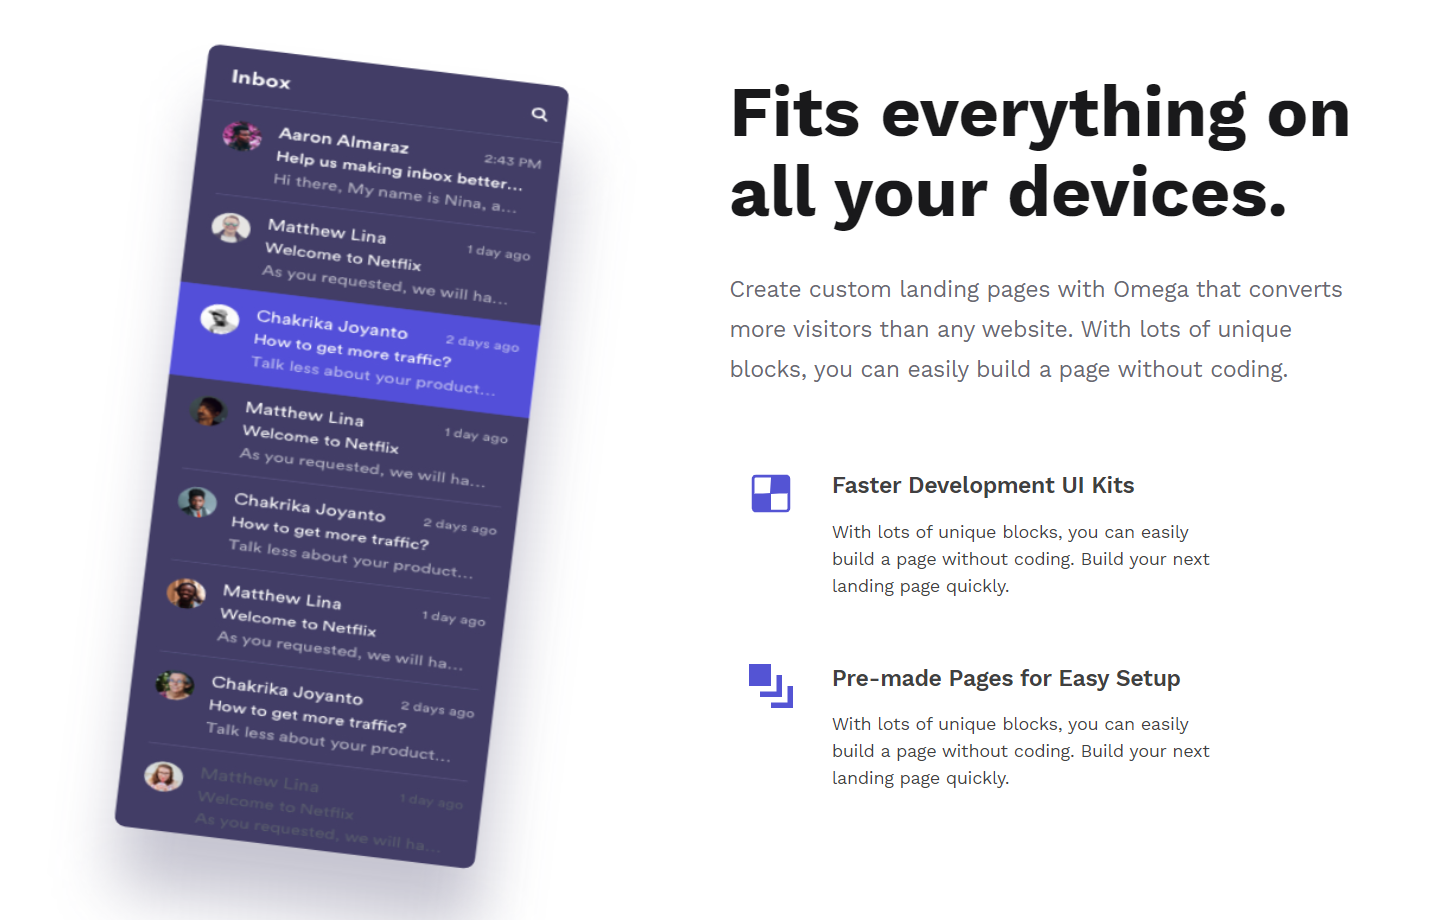 Inbox
Aaron Almaraz
2:43 PM
Help us making inbox better...
Hi there, My name is Nina, a...
Matthew Lina
1 day ago
Welcome to Netflix
As you requested, we will ha...
Chakrika Joyanto
2 days ago
How to get more traffic?
Talk less about your product...
Matthew Lina
1 day ago
Welcome to Netflix
As you requested, we will ha...
Chakrika Joyanto
2 days ago
How to get more traffic?
Talk less about your product...
Matthew Lina
1 day ago
Welcome to Netflix
As you requested, we will ha...
Chakrika Joyanto
2 days ago
How to get more traffic?
Talk less about your product...
Matthew Lina
1 day ago
Welcome to Netflix
As you requested, we will ha...
Fits everything on
all your devices.
Create custom landing pages with Omega that converts
more visitors than any website. With lots of unique
blocks, you can easily build a page without coding.
Faster Development UI Kits
With lots of unique blocks, you can easily
build a page without coding. Build your next
landing page quickly.
Pre-made Pages for Easy Setup
With lots of unique blocks, you can easily
build a page without coding. Build your next
landing page quickly.